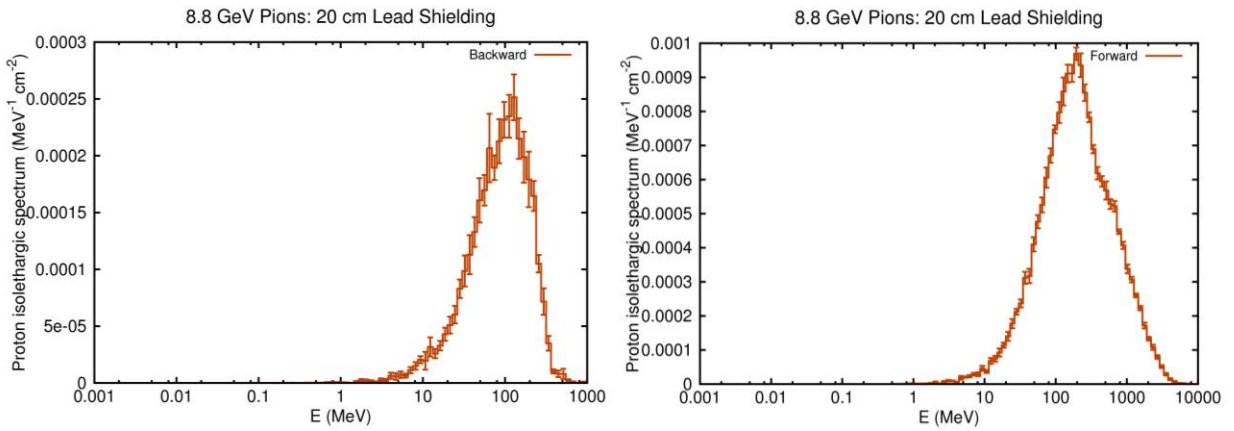 8.8 GeV Pions: 20 cm Lead Shielding
Proton isolethargic spectrum (MeV-1 cm-2)
0.0003
0.00025
0.0002
0.00015
0.0001
5e-05
0
Backward
0.001 0.01 0.1 1 10 100 1000
E (MeV)
8.8 GeV Pions: 20 cm Lead Shielding
Proton isolethargic spectrum (MeV-1 cm-2)
0.001
0.0009
0.0008
0.0007
0.0006
0.0005
0.0004
0.0003
0.0002
0.0001
0
Forward
0.001 0.01 0.1 1 10 100 1000 10000
E (MeV)